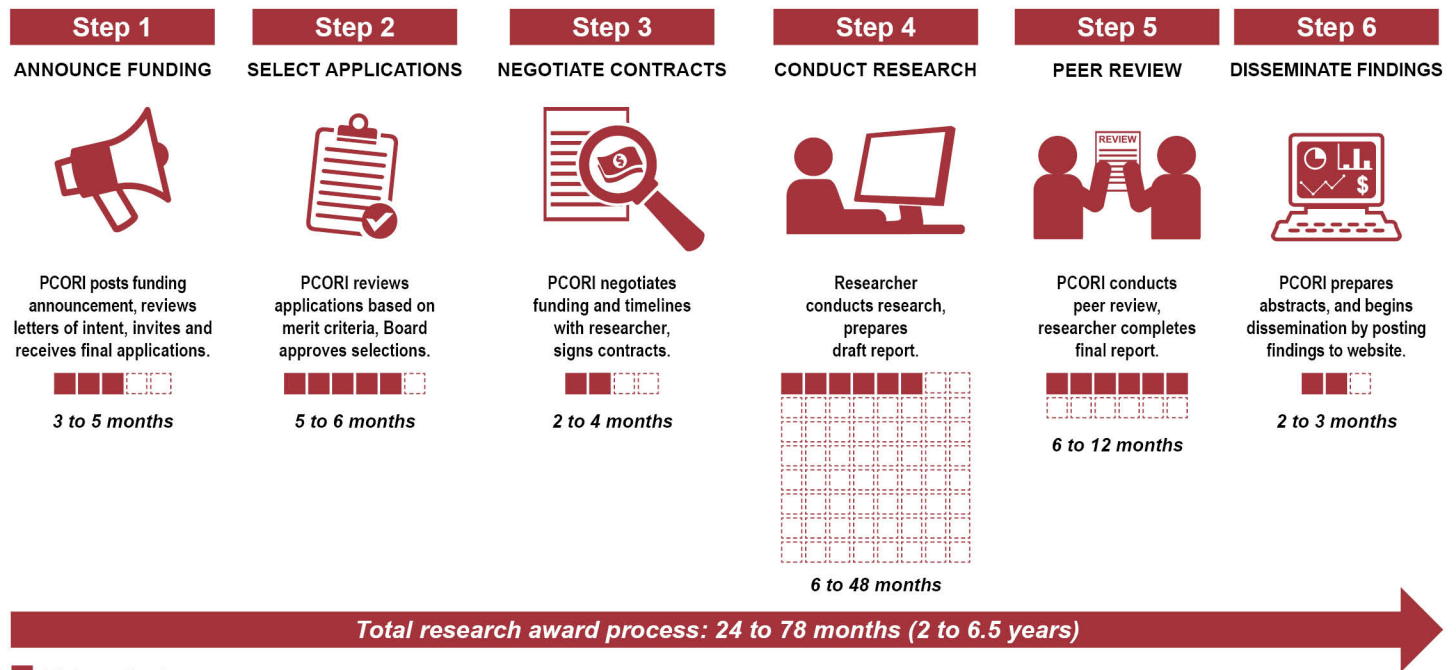 Step 1
ANNOUNCE FUNDING
PCORI posts funding
announcement, reviews
letters of intent, invites and
receives final applications.
3 to 5 months
Step 2
SELECT APPLICATIONS
PCORI reviews
applications based on
merit criteria, Board
approves selections.
5 to 6 months
Step 3
NEGOTIATE CONTRACTS
$
PCORI negotiates
funding and timelines
with researcher,
signs contracts.
2 to 4 months
Step 4
CONDUCT RESEARCH
Researcher
conducts research,
prepares
draft report.
6 to 48 months
Step 5
PEER REVIEW
REVIEW
PCORI conducts
peer review,
researcher completes
final report.
6 to 12 months
Step 6
DISSEMINATE FINDINGS
$
PCORI prepares
abstracts, and begins
dissemination by posting
findings to website.
2 to 3 months
Total research award process: 24 to 78 months (2 to 6.5 years)